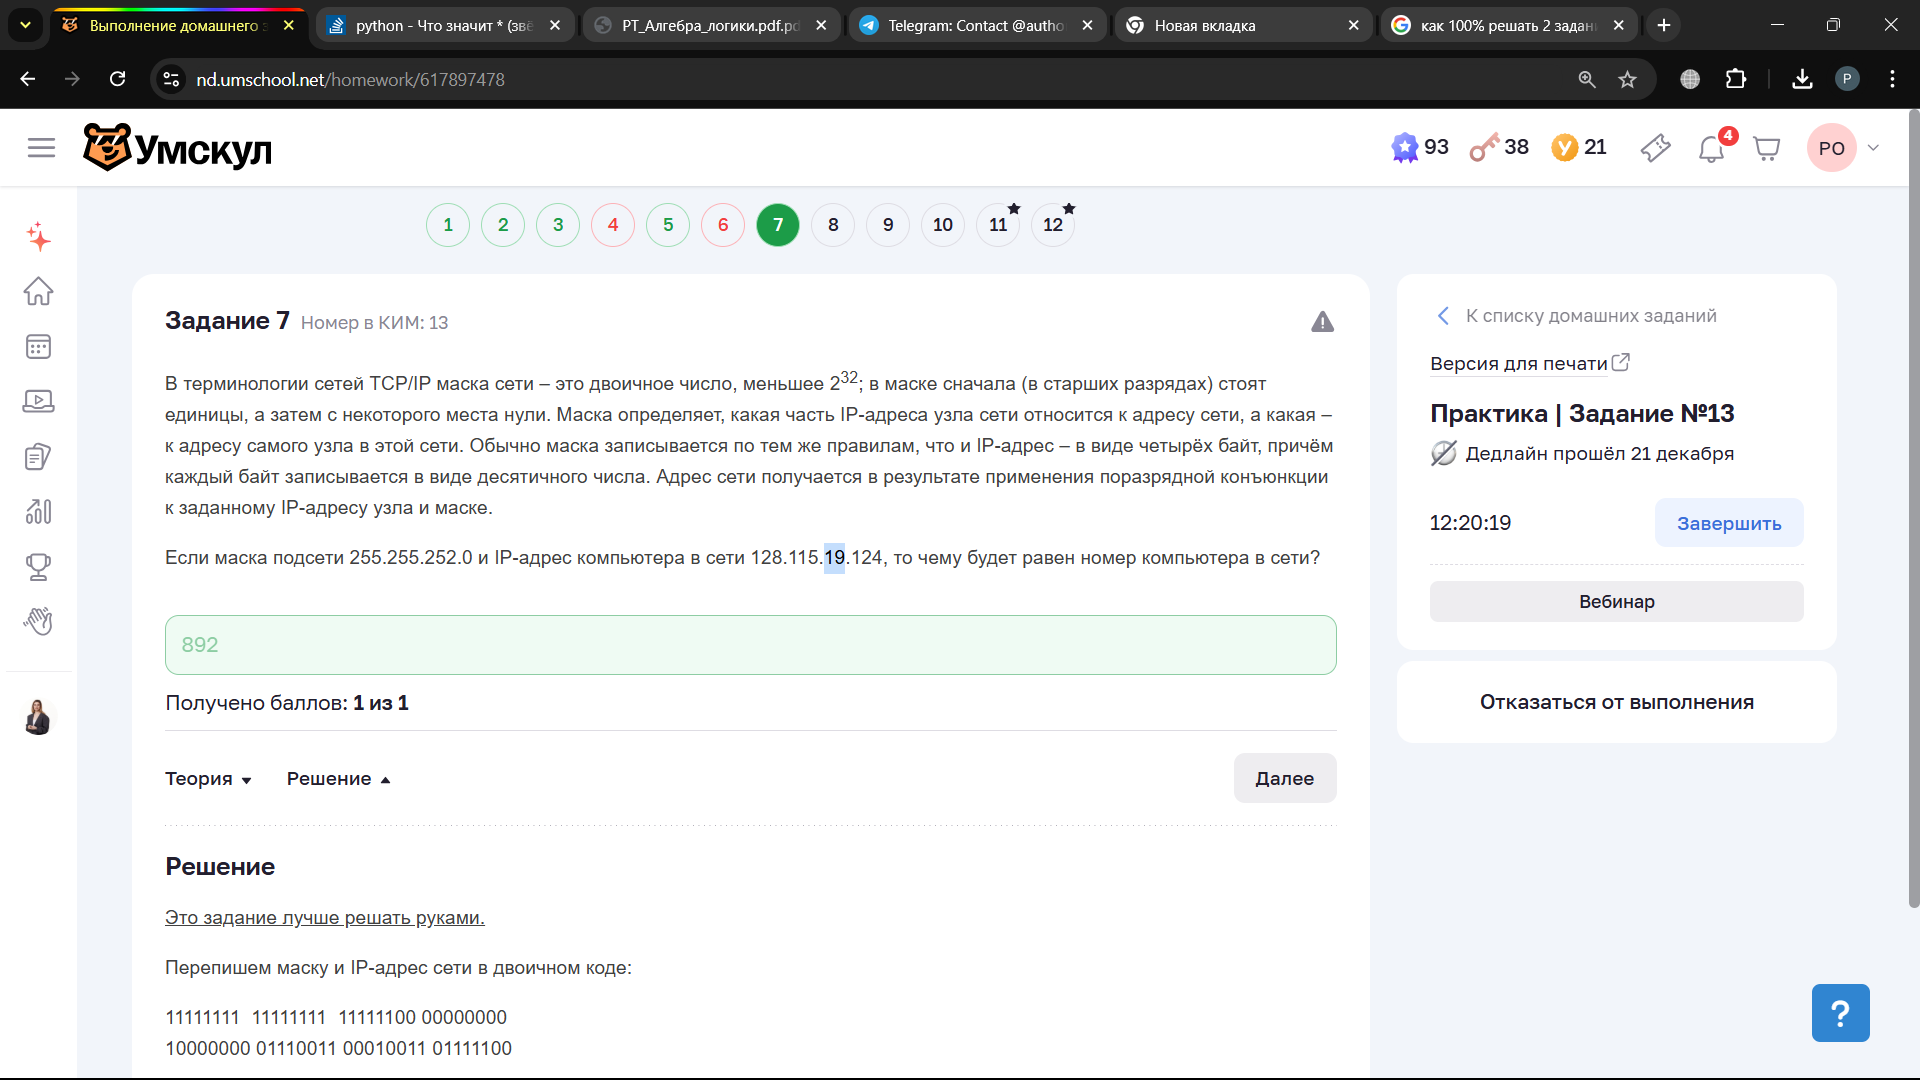 Выполнение домашнего з
python - Что значит * (звё
РТ_Алгебра_логики.pdf.pd
Telegram: Contact @autho
Новая вкладка
как 100% решать 2 задан
nd.umschool.net/homework/617897478
P
Умскул
93
38
У
21
4
PO
1
2
3
4
5
6
7
8
9
10
11
12
Задание 7 Номер в КИМ: 13
В терминологии сетей TCP/IP маска сети – это двоичное число, меньшее 2³²; в маске сначала (в старших разрядах) стоят
единицы, а затем с некоторого места нули. Маска определяет, какая часть IP-адреса узла сети относится к адресу сети, а какая –
к адресу самого узла в этой сети. Обычно маска записывается по тем же правилам, что и IP-адрес – в виде четырёх байт, причём
каждый байт записывается в виде десятичного числа. Адрес сети получается в результате применения поразрядной конъюнкции
к заданному IP-адресу узла и маске.
Если маска подсети 255.255.252.0 и IP-адрес компьютера в сети 128.115.19.124, то чему будет равен номер компьютера в сети?
892
Получено баллов: 1 из 1
Теория
Решение
Далее
Решение
Это задание лучше решать руками.
Перепишем маску и IP-адрес сети в двоичном коде:
11111111 11111111 11111100 00000000
10000000 01110011 00010011 01111100
К списку домашних заданий
Версия для печати
Практика | Задание №13
Дедлайн прошёл 21 декабря
12:20:19
Завершить
Вебинар
Отказаться от выполнения
?